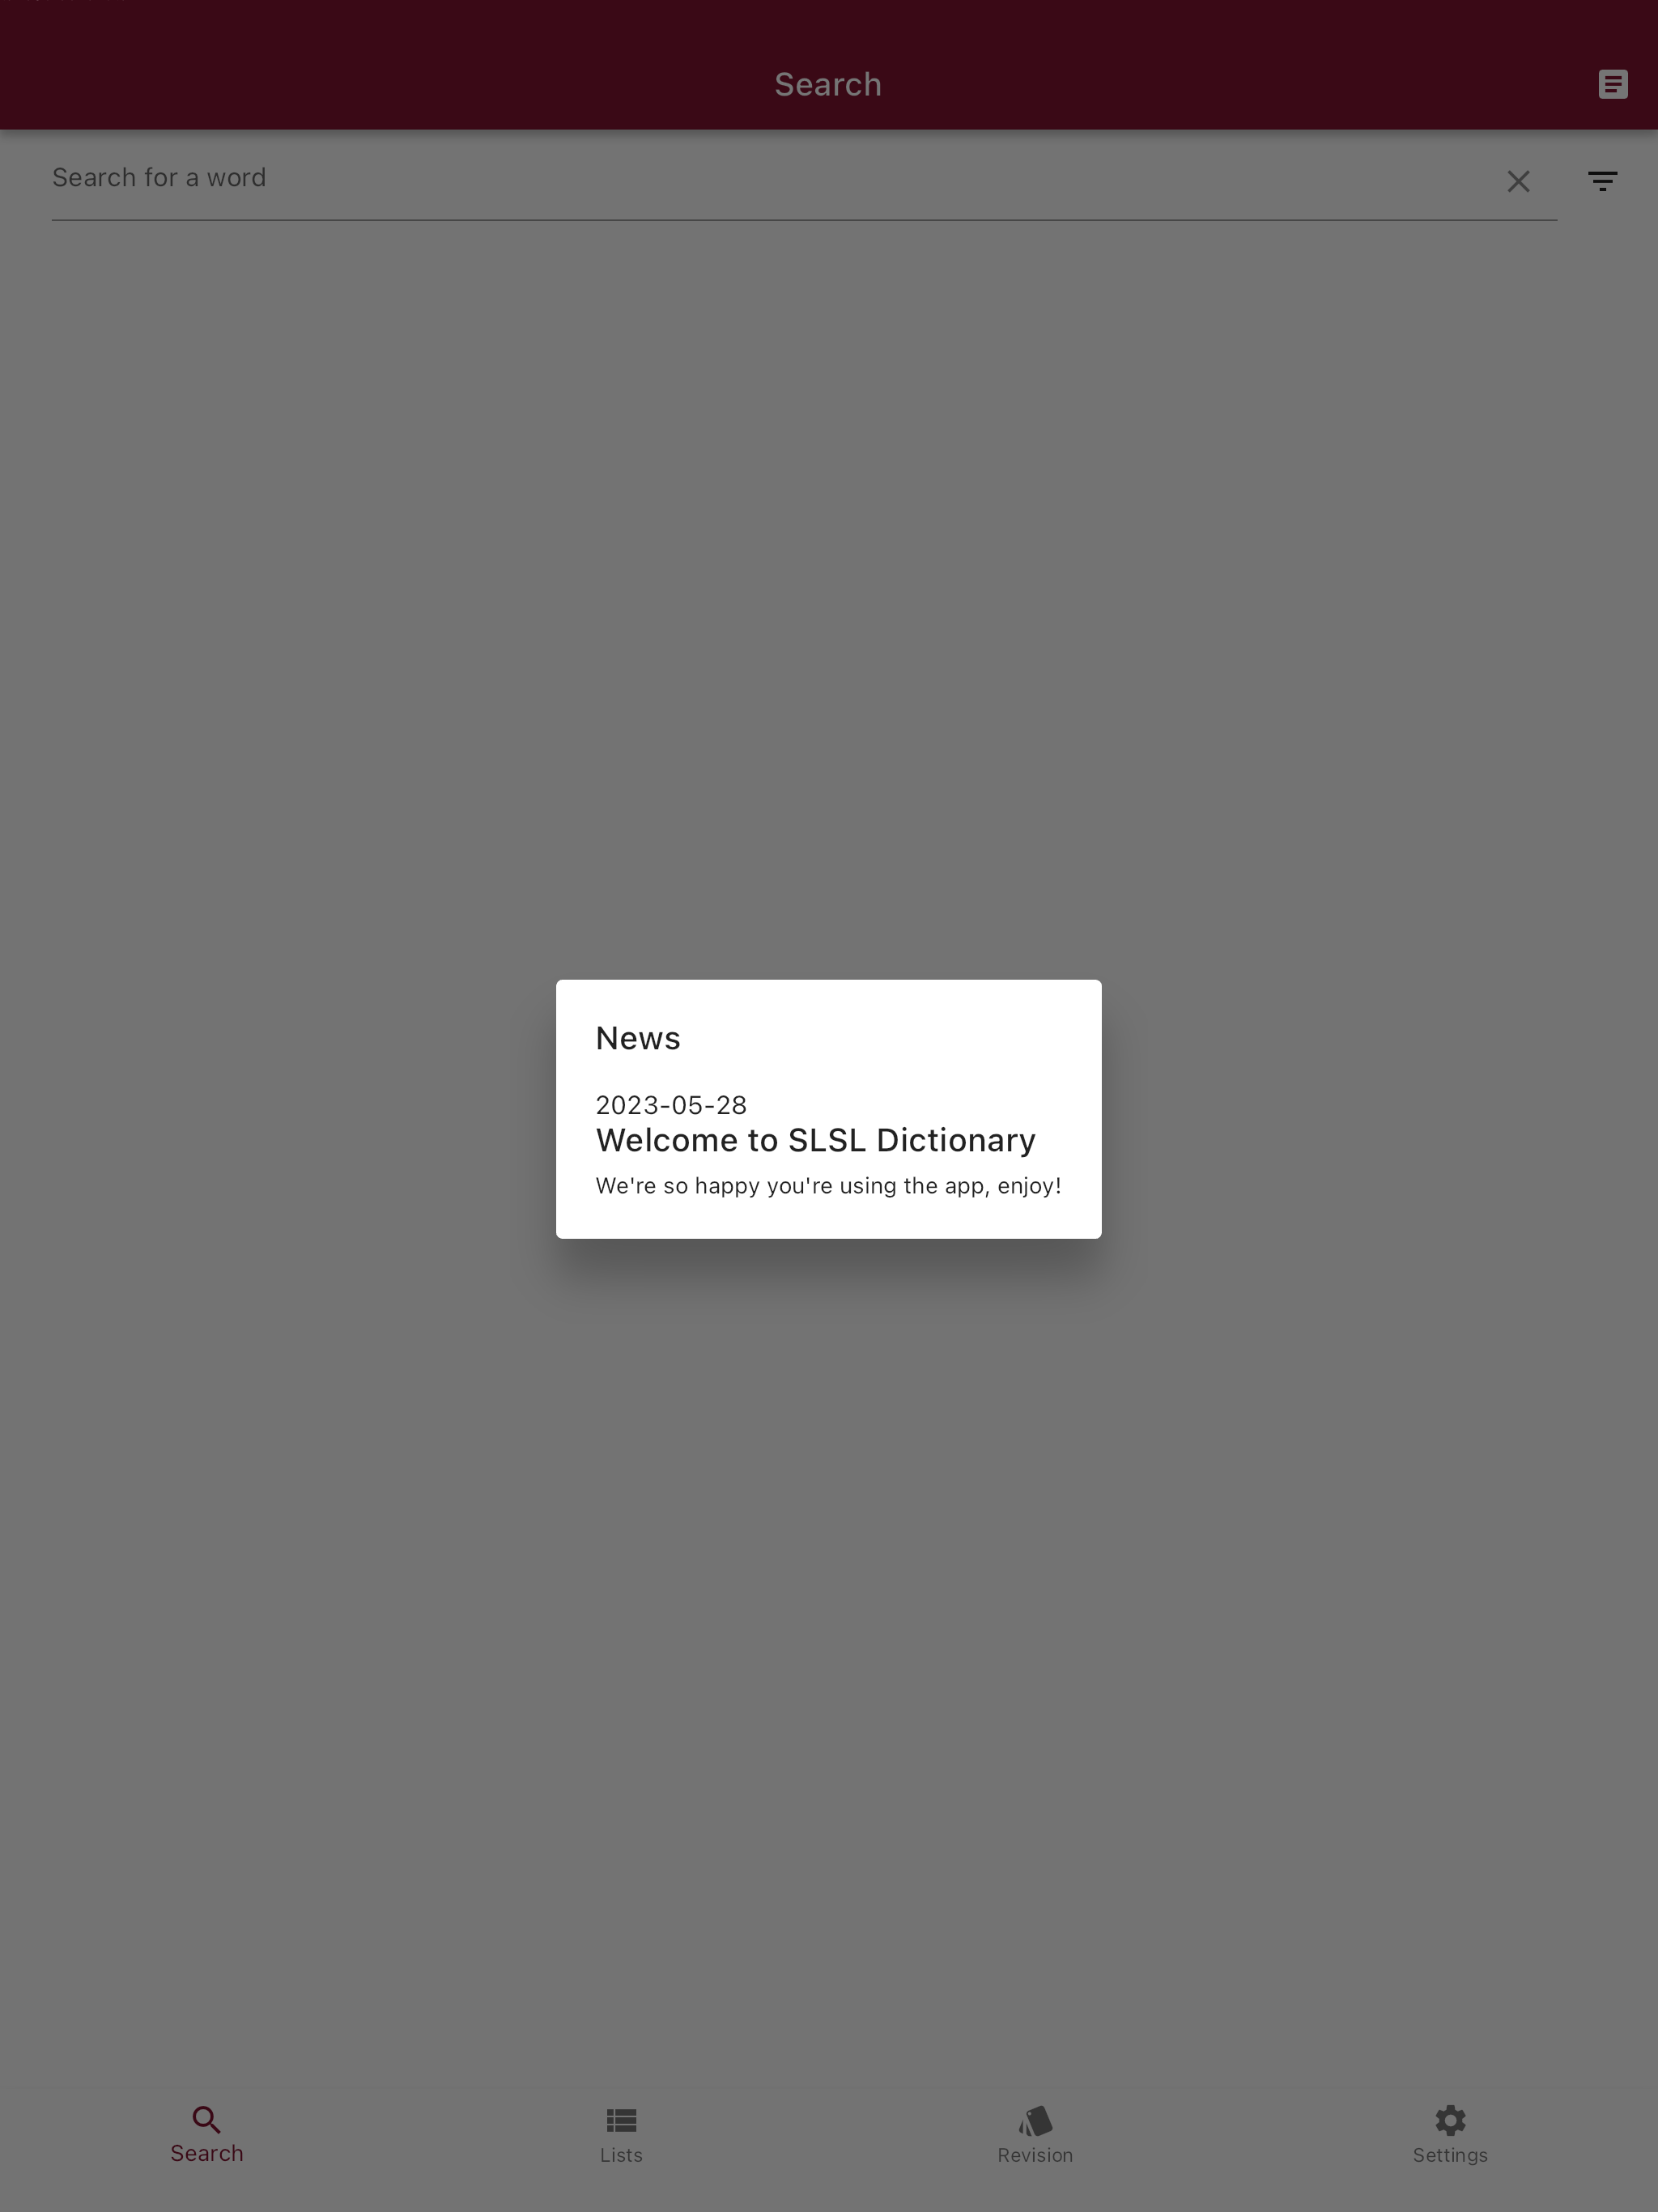 Search
Search for a word
News
2023-05-28
Welcome to SLSL Dictionary
We're so happy you're using the app, enjoy!
Search
Lists
Revision
Settings